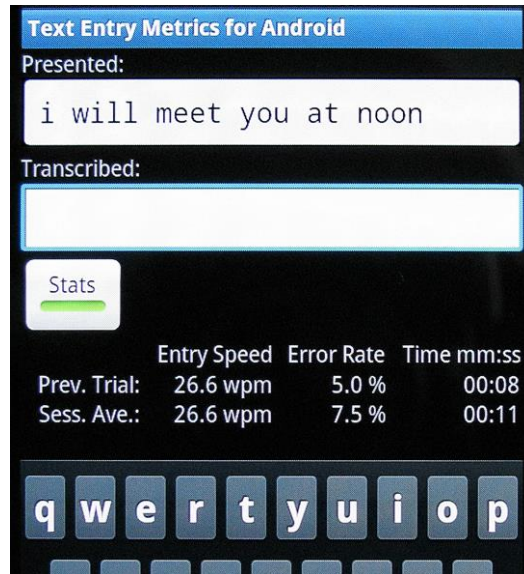 Text Entry Metrics for Android
Presented:
i will meet you at noon
Transcribed:
Stats
Entry Speed Error Rate Time mm:ss
Prev. Trial: 26.6 wpm 5.0 % 00:08
Sess. Ave.: 26.6 wpm 7.5 % 00:11
q w e r t y u i o p